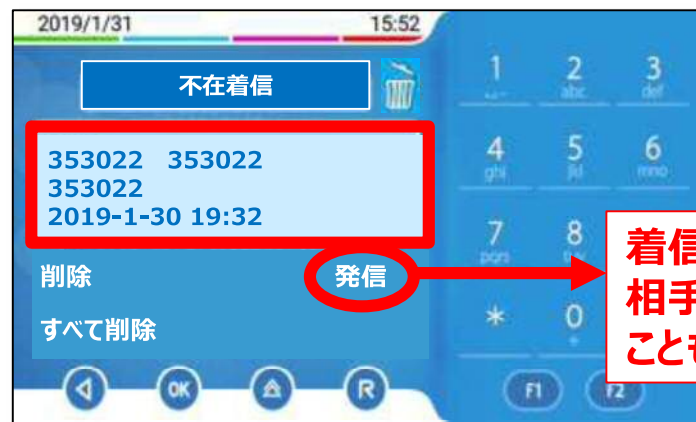 2019/1/31 15:52
不在着信
353022 353022
353022
2019-1-30 19:32
削除 発信
すべて削除
OK R
1 2 3
abc def
4 5 6
ghi jkl mno
7 8
pqrs
* 0
+
F1 F2
着信
相手
ことも